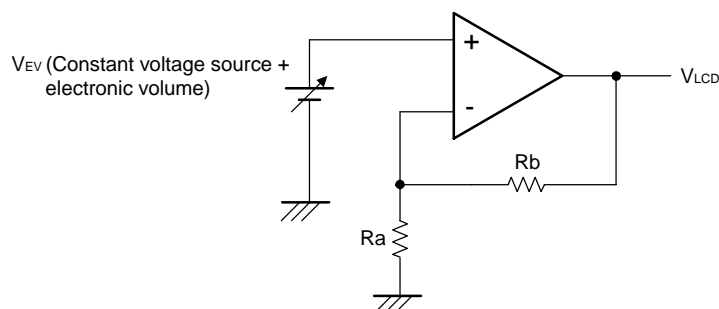 VEV (Constant voltage source +
electronic volume)
+
-
VLCD
Rb
Ra